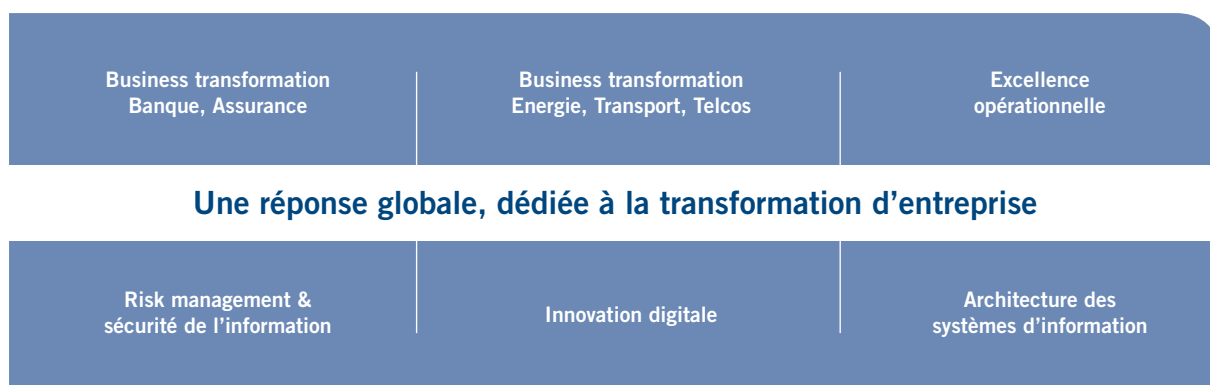 Business transformation
Banque, Assurance
Business transformation
Energie, Transport, Telcos
Excellence
opérationnelle
Une réponse globale, dédiée à la transformation d’entreprise
Risk management &
sécurité de l’information
Innovation digitale
Architecture des
systèmes d’information